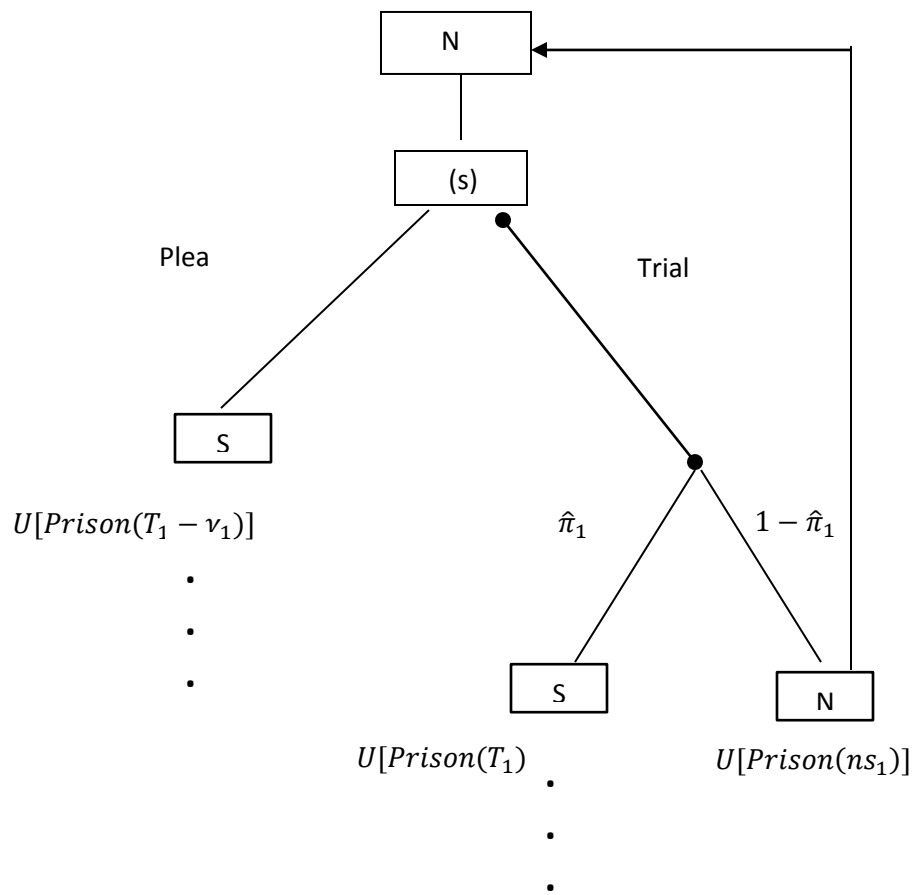 N
(s)
Plea
Trial
S
U[Prison(T₁ − ν₁)]
π̂₁
1 − π̂₁
S
N
U[Prison(T₁)
U[Prison(ns₁)]